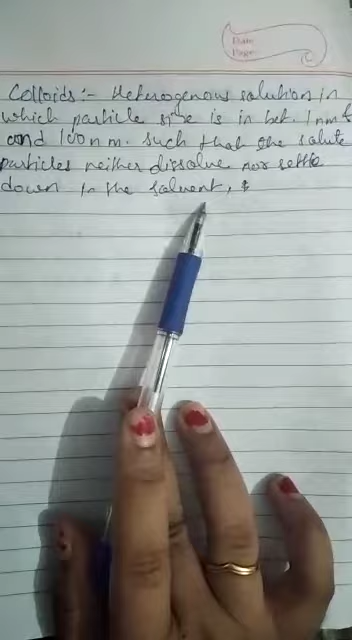 Date:
Page:
Colloids:- Heterogenous solution in
which particle size is in bet. 1nm &
and 100nm. such that the solute
particles neither dissolve nor settle
down in the solvent,